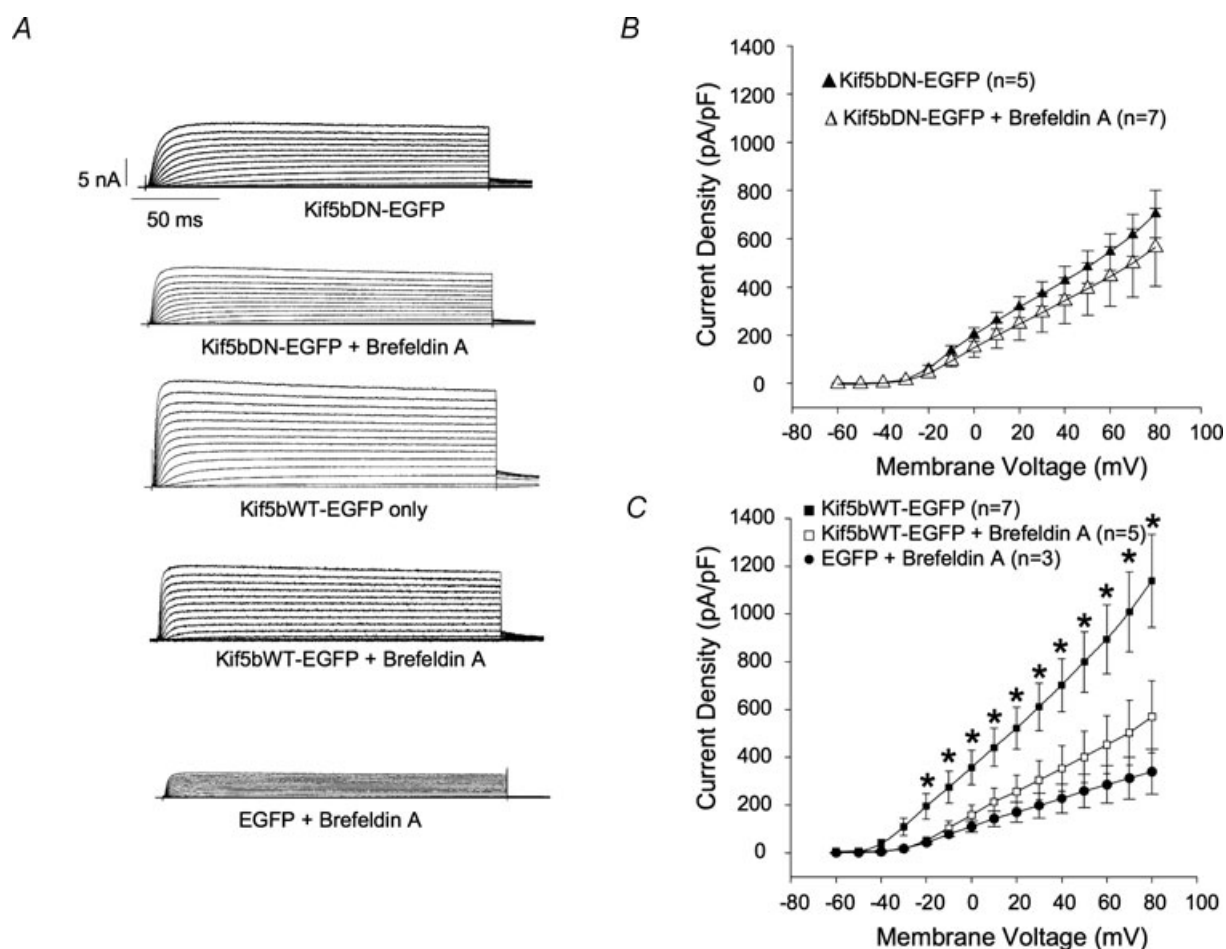 A
5 nA
50 ms
Kif5bDN-EGFP
Kif5bDN-EGFP + Brefeldin A
Kif5bWT-EGFP only
Kif5bWT-EGFP + Brefeldin A
EGFP + Brefeldin A
B
1400
1200
1000
800
600
400
200
0
Current Density (pA/pF)
▲Kif5bDN-EGFP (n=5)
△ Kif5bDN-EGFP + Brefeldin A (n=7)
-80 -60 -40 -20 0 20 40 60 80 100
Membrane Voltage (mV)
C
1400
1200
1000
800
600
400
200
0
Current Density (pA/pF)
■ Kif5bWT-EGFP (n=7)
□ Kif5bWT-EGFP + Brefeldin A (n=5)
● EGFP + Brefeldin A (n=3)
* * * * * * * * * * *
-80 -60 -40 -20 0 20 40 60 80 100
Membrane Voltage (mV)